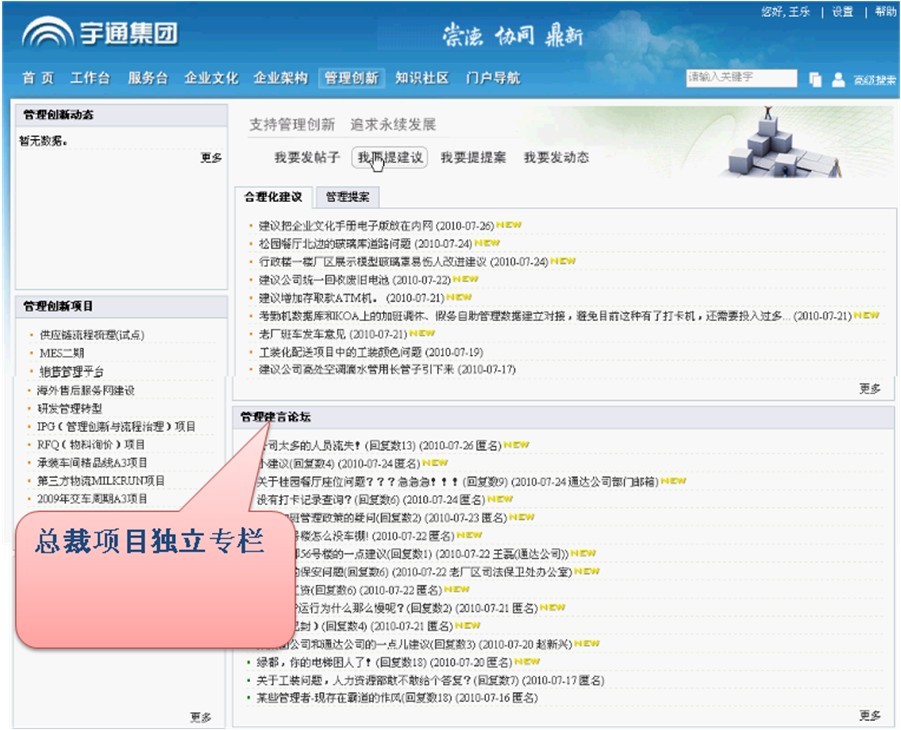 您好,王乐 | 设置 | 帮助
宇通集团
崇德 协同 鼎新
首页 工作台 服务台 企业文化 企业架构 管理创新 知识社区 门户导航
请输入关键字
高级搜索
管理创新动态
暂无数据。
更多
支持管理创新 追求永续发展
我要发帖子 我要提建议 我要提提案 我要发动态
合理化建议 管理提案
建议把企业文化手册电子版放在内网 (2010-07-26) NEW
松园餐厅北边的玻璃库道路问题 (2010-07-24) NEW
行政楼一楼厂区展示模型玻璃罩易伤人改进建议 (2010-07-24) NEW
建议公司统一回收废旧电池 (2010-07-22) NEW
建议增加存取款ATM机。 (2010-07-21) NEW
考勤机数据库和KOA上的加班调休、假务自助管理数据建立对接，避免目前这种有了打卡机，还需要投入过多... (2010-07-21) NEW
老厂班车发车意见 (2010-07-21) NEW
工装化配送项目中的工装颜色问题 (2010-07-19)
建议公司高处空调滴水管用长管子引下来 (2010-07-17)
更多
管理创新项目
供应链流程梳理(试点)
MES二期
销售管理平台
海外售后服务网建设
研发管理转型
IPG（管理创新与流程治理）项目
RFQ（物料询价）项目
承装车间精品线A3项目
第三方物流MILKRUN项目
2009年交车周期A3项目
更多
总裁项目独立专栏
管理建言论坛
司太多的人员流失！(回复数13) (2010-07-26 匿名) NEW
小建议(回复数4) (2010-07-24 匿名) NEW
关于桂园餐厅座位问题？？？急急急！！！(回复数9) (2010-07-24 通达公司部门邮箱) NEW
没有打卡记录查询？(回复数6) (2010-07-24 匿名) NEW
班管理政策的疑问(回复数2) (2010-07-23 匿名) NEW
号楼怎么没车棚! (回复数2) (2010-07-22 匿名) NEW
56号楼的一点建议(回复数1) (2010-07-22 王磊(通达公司)) NEW
的保安问题(回复数6) (2010-07-22 老厂区司法保卫处办公室) NEW
资(回复数6) (2010-07-22 匿名) NEW
运行为什么那么慢呢？(回复数2) (2010-07-21 匿名) NEW
封）(回复数4) (2010-07-21 匿名) NEW
公司和通达公司的一点儿建议(回复数3) (2010-07-20 赵新兴) NEW
绿都，你的电梯困人了！(回复数18) (2010-07-20 匿名) NEW
关于工装问题，人力资源部敢不敢给个答复？(回复数7) (2010-07-17 匿名)
某些管理者-现存在霸道的作风(回复数18) (2010-07-16 匿名)
更多